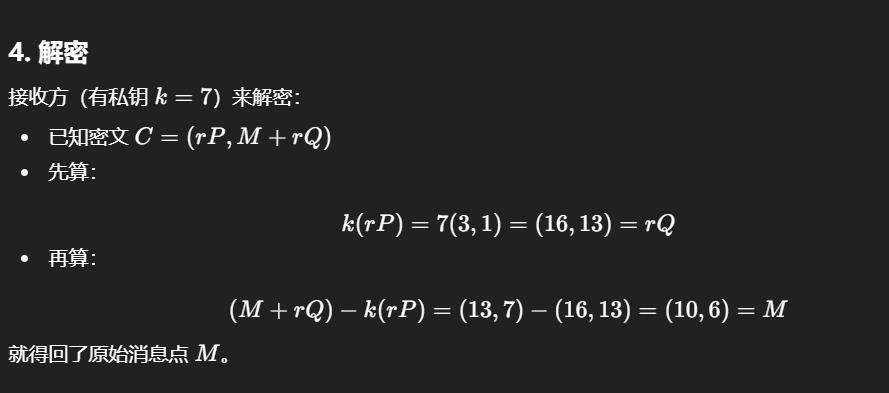 4. 解密
接收方（有私钥 k = 7）来解密：
• 已知密文 C = (rP, M + rQ)
• 先算：
k(rP) = 7(3, 1) = (16, 13) = rQ
• 再算：
(M + rQ) − k(rP) = (13, 7) − (16, 13) = (10, 6) = M
就得回了原始消息点 M。